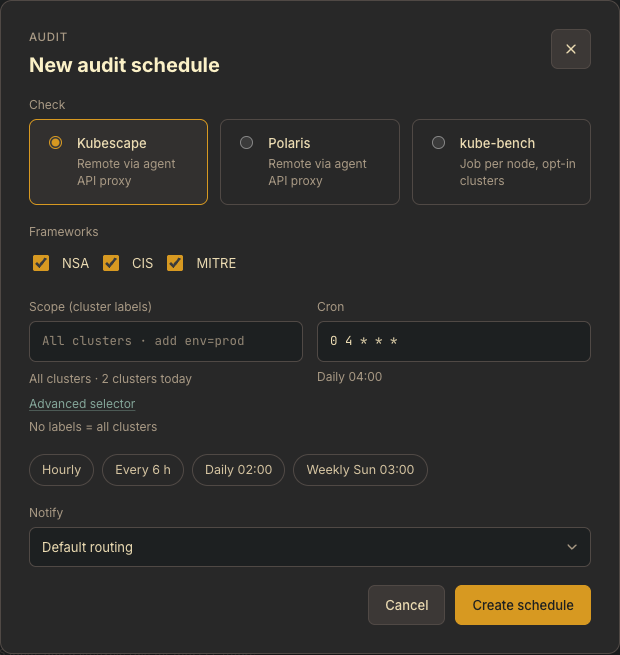 AUDIT
New audit schedule
Check
Kubescape
Remote via agent
API proxy
Polaris
Remote via agent
API proxy
kube-bench
Job per node, opt-in
clusters
Frameworks
NSA
CIS
MITRE
Scope (cluster labels)
All clusters · add env=prod
All clusters · 2 clusters today
Advanced selector
No labels = all clusters
Cron
0 4 * * *
Daily 04:00
Hourly
Every 6 h
Daily 02:00
Weekly Sun 03:00
Notify
Default routing
Cancel
Create schedule